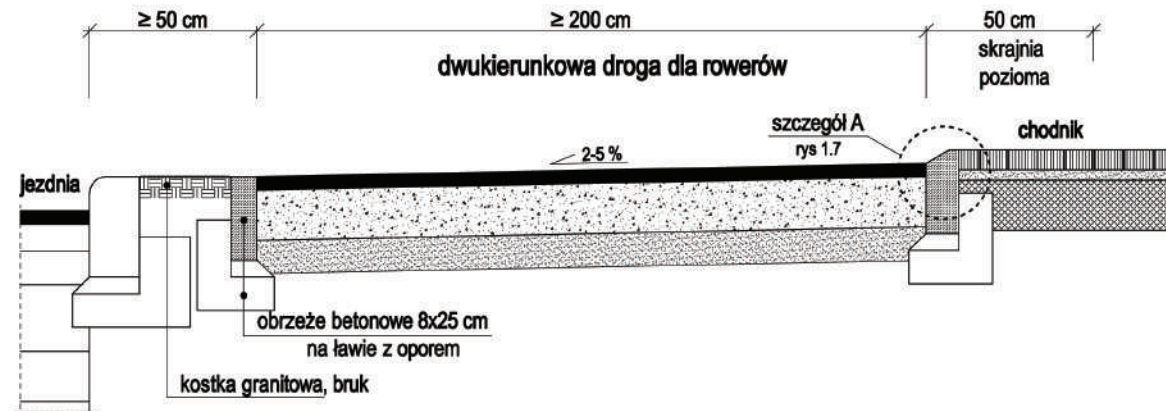 ≥ 50 cm
≥ 200 cm
50 cm
dwukierunkowa droga dla rowerów
skrajnia
pozioma
szczegół A
rys 1.7
chodnik
2-5 %
jezdnia
obrzeże betonowe 8x25 cm
na ławie z oporem
kostka granitowa, bruk